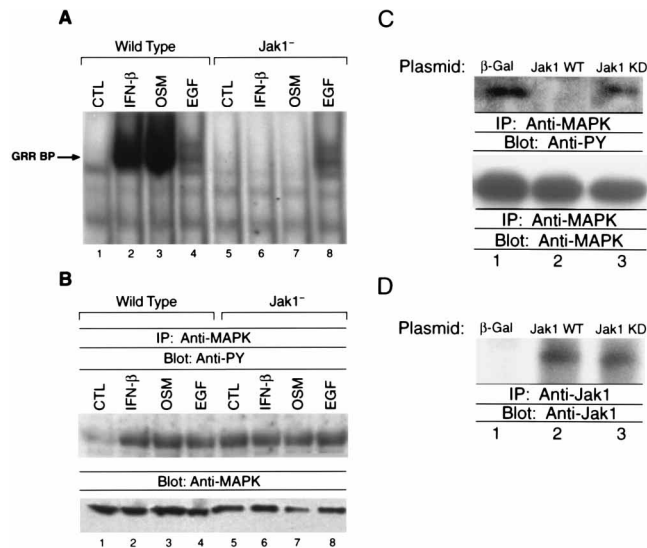 A
Wild Type
Jak1⁻
CTL
IFN-β
OSM
EGF
CTL
IFN-β
OSM
EGF
GRR BP
1 2 3 4 5 6 7 8
B
Wild Type
Jak1⁻
IP: Anti-MAPK
Blot: Anti-PY
CTL
IFN-β
OSM
EGF
CTL
IFN-β
OSM
EGF
Blot: Anti-MAPK
1 2 3 4 5 6 7 8
C
Plasmid: β-Gal Jak1 WT Jak1 KD
IP: Anti-MAPK
Blot: Anti-PY
IP: Anti-MAPK
Blot: Anti-MAPK
1 2 3
D
Plasmid: β-Gal Jak1 WT Jak1 KD
IP: Anti-Jak1
Blot: Anti-Jak1
1 2 3